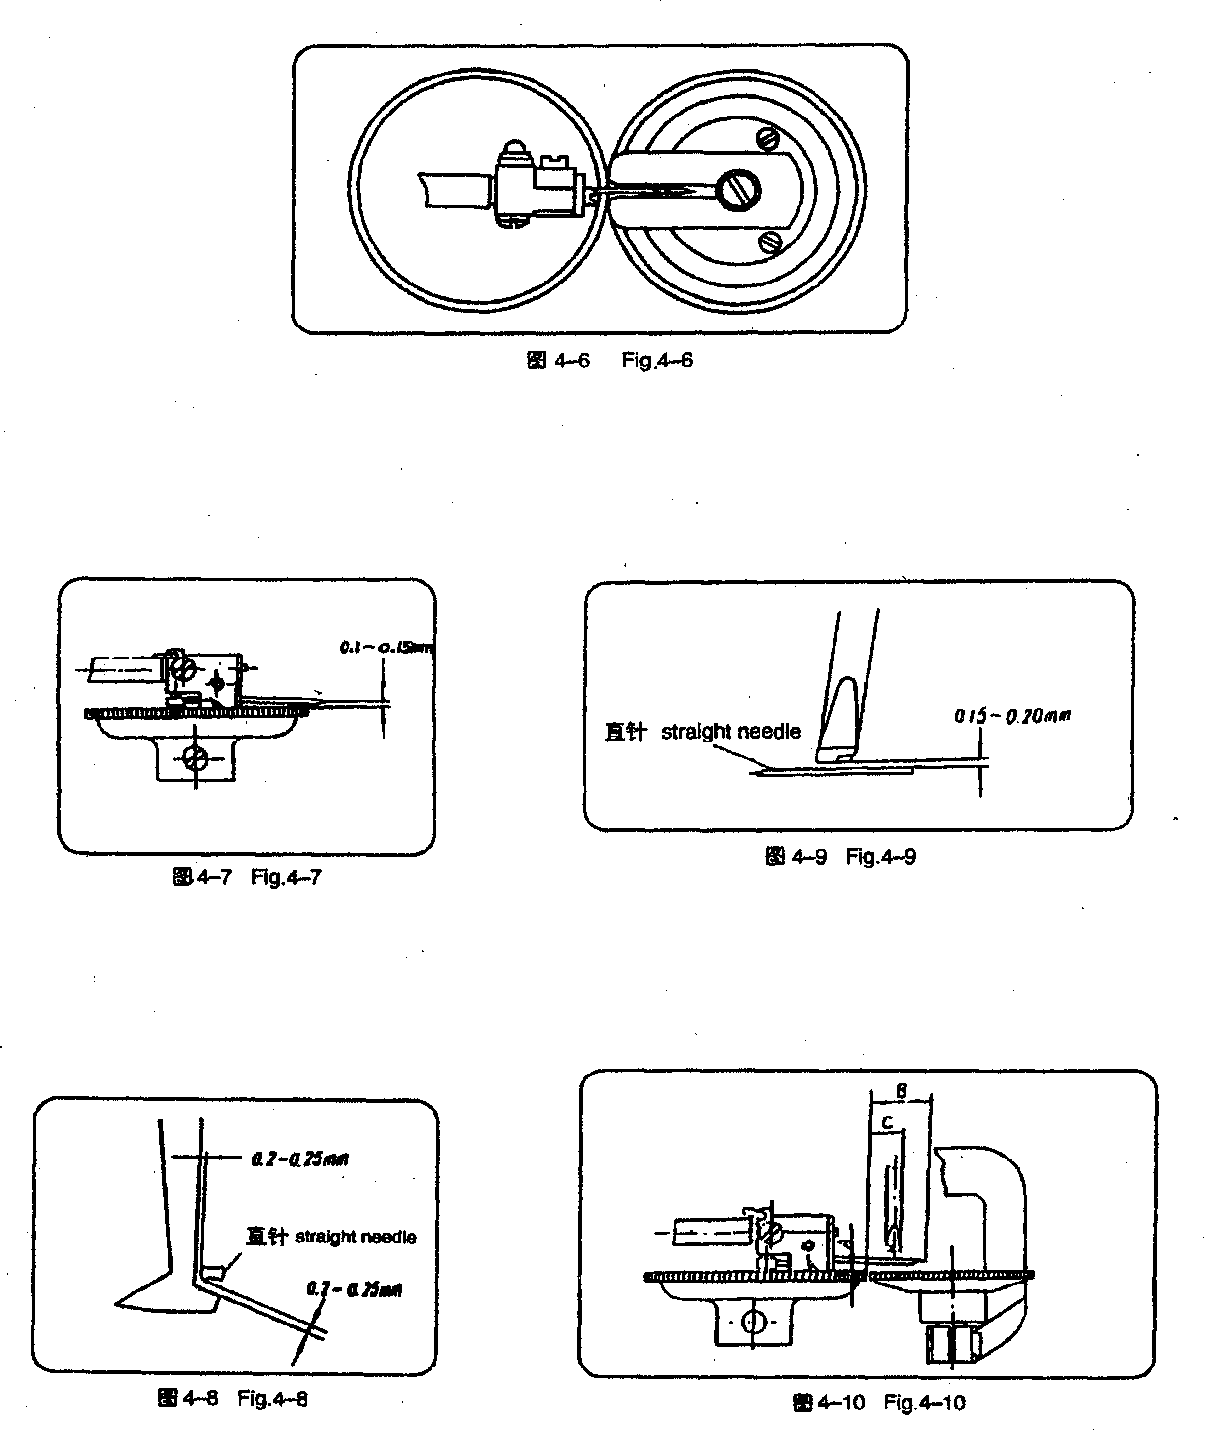 图 4-6 Fig.4-6
0.1~0.15mm
图 4-7 Fig.4-7
0.15~0.20mm
直针 straight needle
图 4-9 Fig.4-9
0.2~0.25mm
直针 straight needle
0.2~0.25mm
图 4-8 Fig.4-8
B
C
图 4-10 Fig.4-10